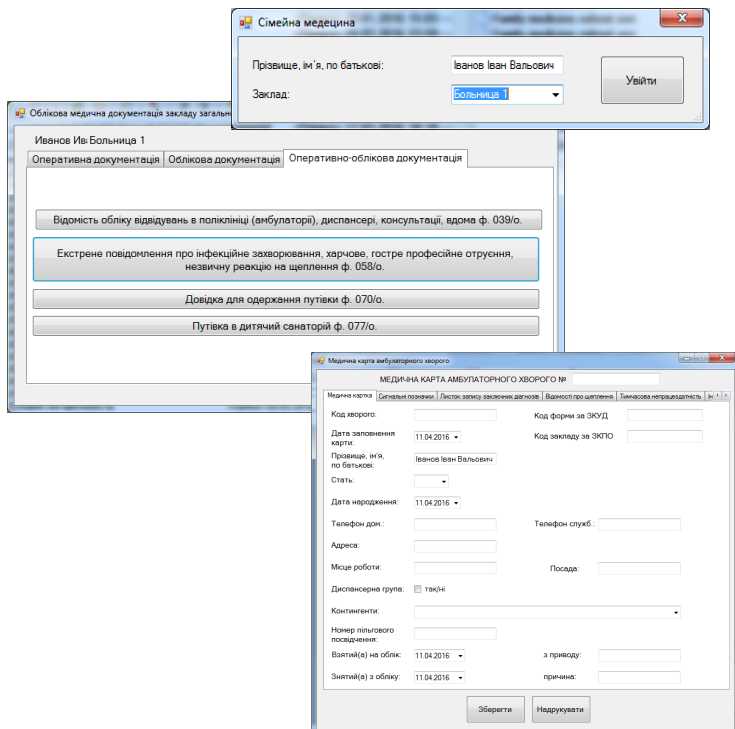 Сімейна медецина
Прізвище, ім'я, по батькові:
Іванов Іван Вальович
Увійти
Заклад:
Больница 1
Облікова медична документація закладу загальн
Иванов Ив Больница 1
Оперативна документація
Облікова документація
Оперативно-облікова документація
Відомість обліку відвідувань в поліклініці (амбулаторії), диспансері, консультації, вдома ф. 039/о.
Екстрене повідомлення про інфекційне захворювання, харчове, гостре професійне отруєння,
незвичну реакцію на щеплення ф. 058/о.
Довідка для одержання путівки ф. 070/о.
Путівка в дитячий санаторій ф. 077/о.
Медична карта амбулаторного хворого
МЕДИЧНА КАРТА АМБУЛАТОРНОГО ХВОРОГО №
Медична картка
Сигнальні позначки
Листок запису заключних діагнозів
Відомості про щеплення
Тимчасова непрацездатність
Ін
Код хворого:
Код форми за ЗКУД
Дата заповнення
карти:
11.04.2016
Код закладу за ЗКПО
Прізвище, ім'я,
по батькові:
Іванов Іван Вальович
Стать:
Дата народження:
11.04.2016
Телефон дом.:
Телефон служб.:
Адреса:
Місце роботи:
Посада:
Диспансерна група:
так/ні
Контингенти:
Номер пільгового
посвідчення:
Взятий(а) на облік:
11.04.2016
з приводу:
Знятий(а) з обліку:
11.04.2016
причина:
Зберегти
Надрукувати